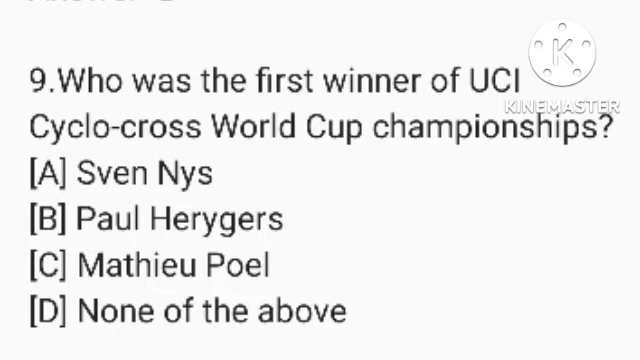 9.Who was the first winner of UCI
K
KINEMASTER
Cyclo-cross World Cup championships?
[A] Sven Nys
[B] Paul Herygers
[C] Mathieu Poel
[D] None of the above